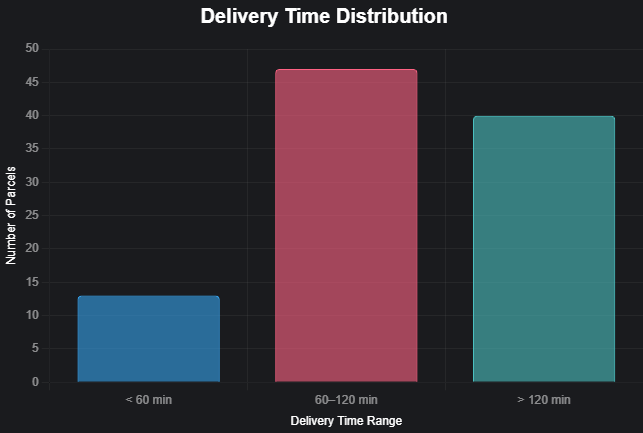 Delivery Time Distribution
Number of Parcels
50
45
40
35
30
25
20
15
10
5
0
< 60 min
60–120 min
> 120 min
Delivery Time Range